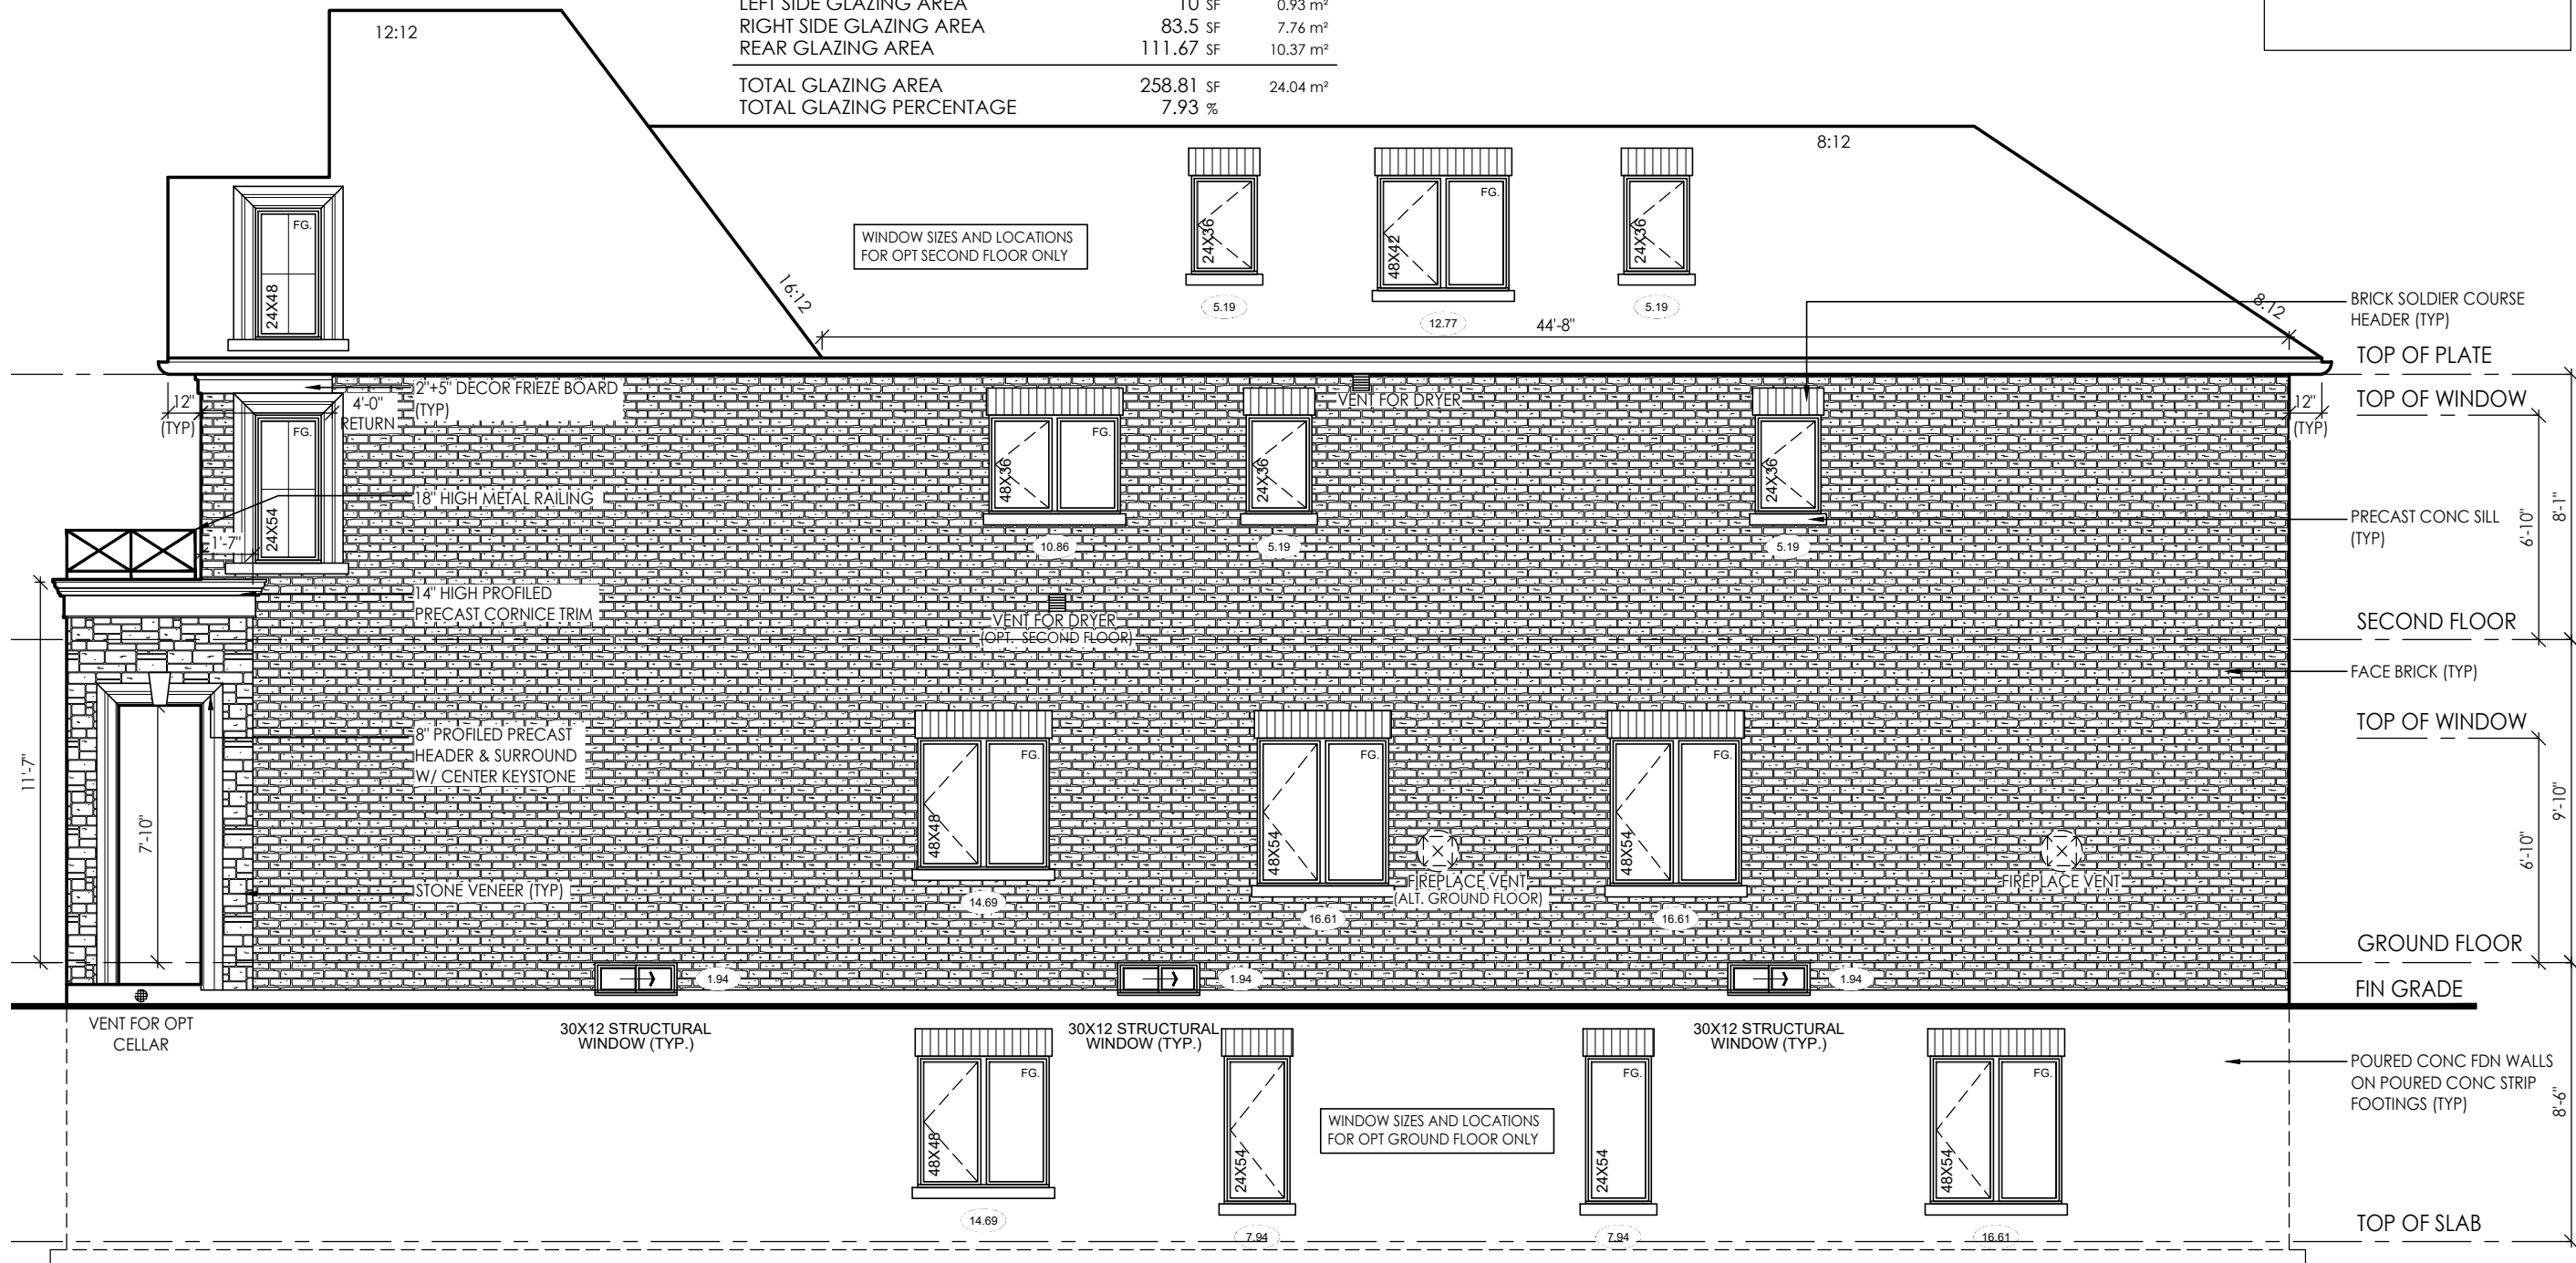 LEFT SIDE GLAZING AREA 10 SF 0.93 m²
RIGHT SIDE GLAZING AREA 83.5 SF 7.76 m²
REAR GLAZING AREA 111.67 SF 10.37 m²
TOTAL GLAZING AREA 258.81 SF 24.04 m²
TOTAL GLAZING PERCENTAGE 7.93 %
12:12
8:12
16:12
8:12
FG.
24X48
WINDOW SIZES AND LOCATIONS
FOR OPT SECOND FLOOR ONLY
24X36
5.19
48X42
FG.
12.77
24X36
5.19
44'-8"
BRICK SOLDIER COURSE
HEADER (TYP)
TOP OF PLATE
TOP OF WINDOW
12"
(TYP)
4'-0"
RETURN
2"+5" DECOR FRIEZE BOARD
(TYP)
FG.
24X54
18" HIGH METAL RAILING
1'-7"
14" HIGH PROFILED
PRECAST CORNICE TRIM
48X36
FG.
10.86
24X36
5.19
VENT FOR DRYER
24X36
5.19
12"
(TYP)
PRECAST CONC SILL
(TYP)
6'-10"
8'-1"
VENT FOR DRYER
(OPT. SECOND FLOOR)
SECOND FLOOR
FACE BRICK (TYP)
TOP OF WINDOW
11'-7"
7'-10"
8" PROFILED PRECAST
HEADER & SURROUND
W/ CENTER KEYSTONE
STONE VENEER (TYP)
48X48
FG.
14.69
48X54
FG.
16.61
FIREPLACE VENT
(ALT. GROUND FLOOR)
48X54
FG.
16.61
FIREPLACE VENT
6'-10"
9'-10"
GROUND FLOOR
1.94
1.94
1.94
FIN GRADE
VENT FOR OPT
CELLAR
30X12 STRUCTURAL
WINDOW (TYP.)
30X12 STRUCTURAL
WINDOW (TYP.)
30X12 STRUCTURAL
WINDOW (TYP.)
48X48
FG.
14.69
24X54
7.94
WINDOW SIZES AND LOCATIONS
FOR OPT GROUND FLOOR ONLY
FG.
24X54
7.94
48X54
FG.
16.61
POURED CONC FDN WALLS
ON POURED CONC STRIP
FOOTINGS (TYP)
8'-6"
TOP OF SLAB